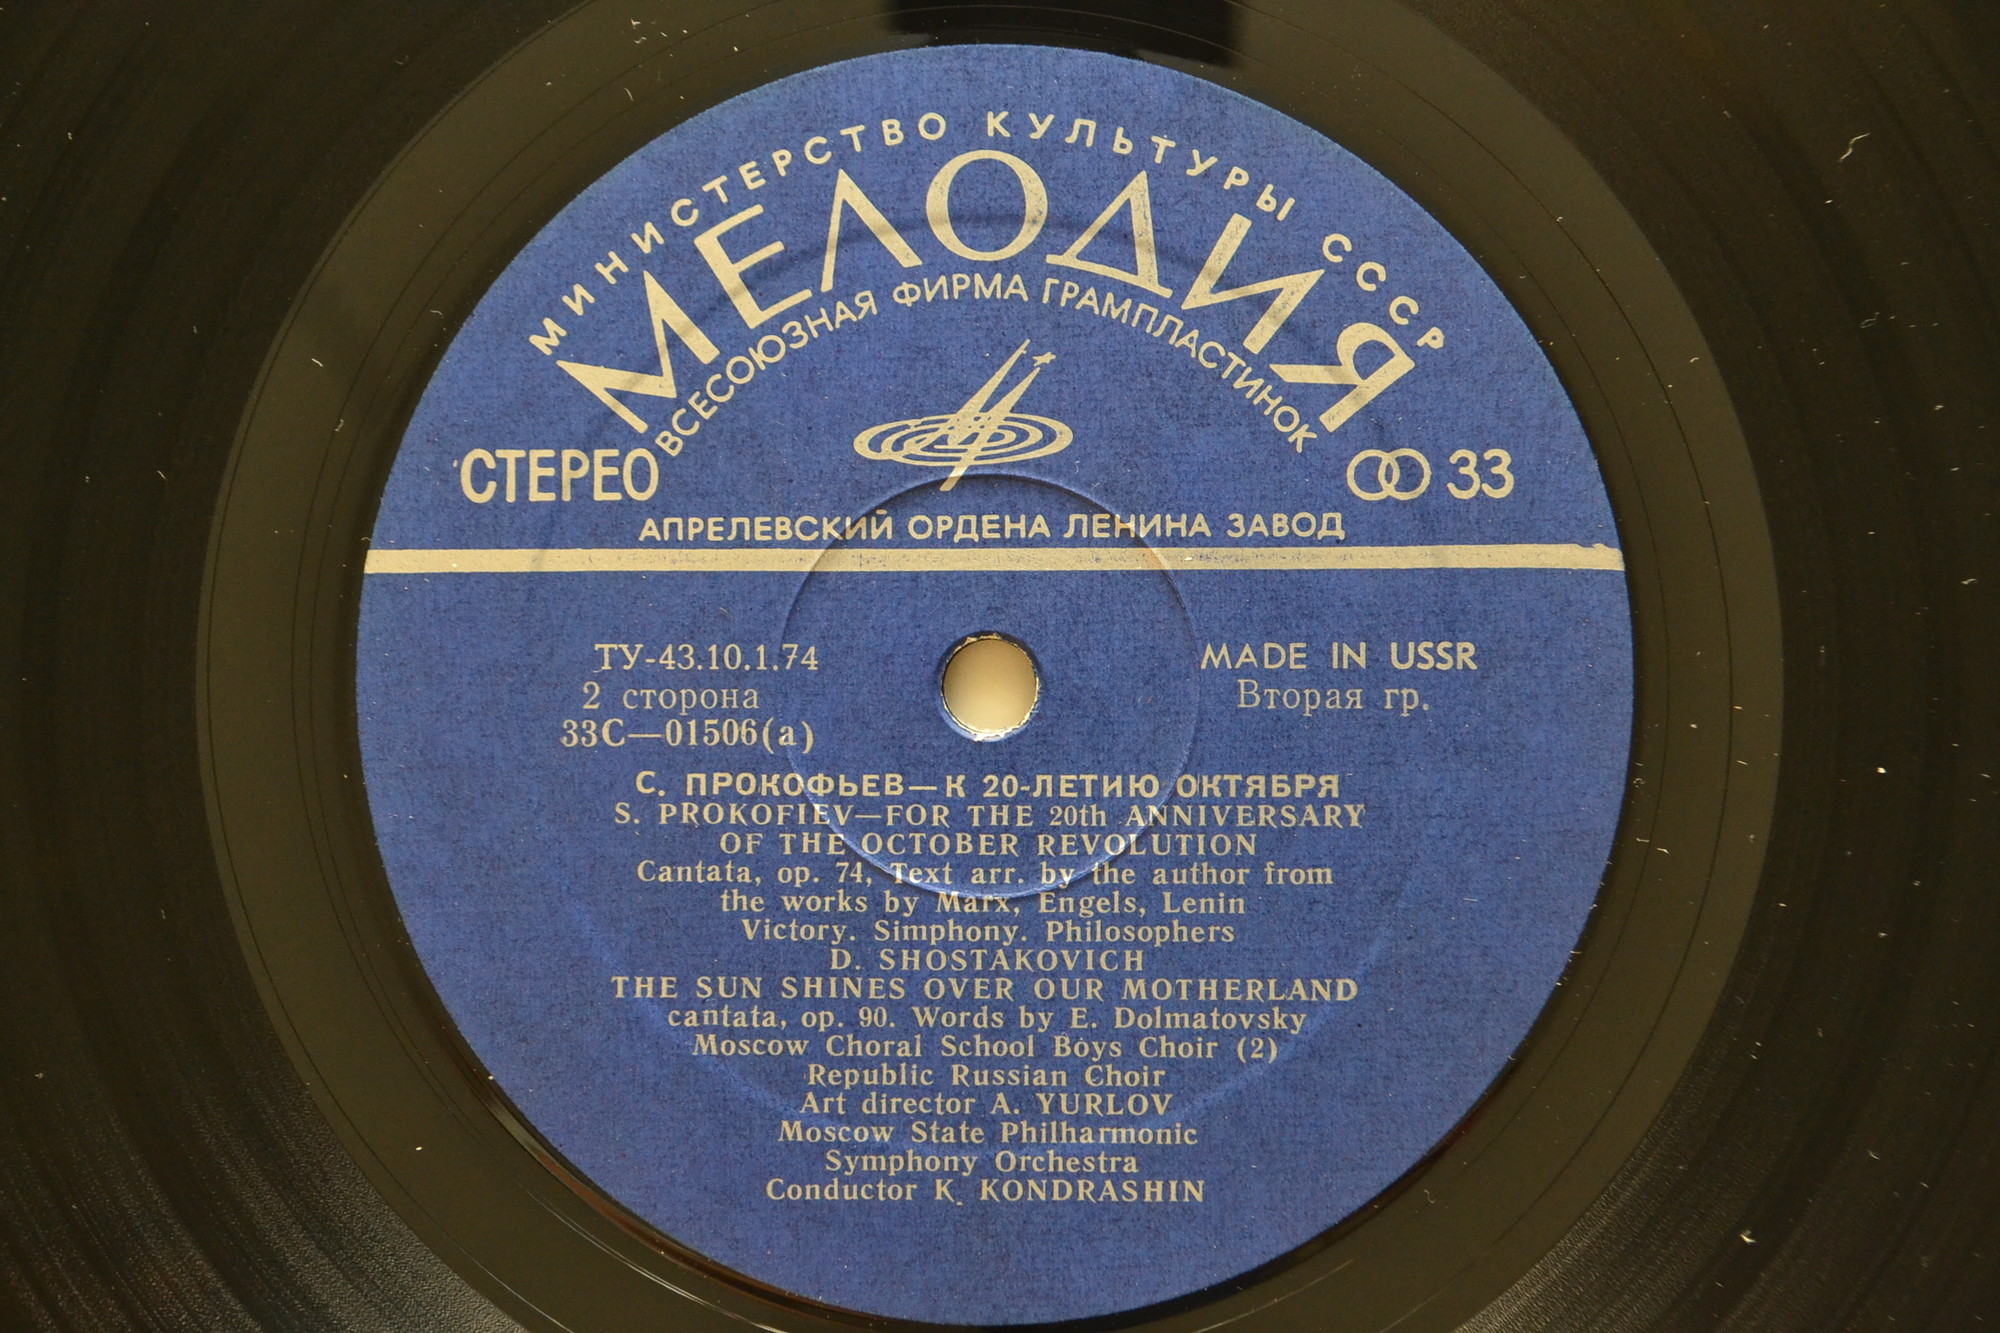 МИНИСТЕРСТВО КУЛЬТУРЫ СССР
МЕЛОДИЯ
ВСЕСОЮЗНАЯ ФИРМА ГРАМПЛАСТИНОК
СТЕРЕО
33
АПРЕЛЕВСКИЙ ОРДЕНА ЛЕНИНА ЗАВОД
ТУ-43.10.1.74
2 сторона
33С—01506(а)
MADE IN USSR
Вторая гр.
С. ПРОКОФЬЕВ—К 20-ЛЕТИЮ ОКТЯБРЯ
S. PROKOFIEV—FOR THE 20th ANNIVERSARY
OF THE OCTOBER REVOLUTION
Cantata, op. 74, Text arr. by the author from
the works by Marx, Engels, Lenin
Victory. Simphony. Philosophers
D. SHOSTAKOVICH
THE SUN SHINES OVER OUR MOTHERLAND
cantata, op. 90. Words by E. Dolmatovsky
Moscow Choral School Boys Choir (2)
Republic Russian Choir
Art director A. YURLOV
Moscow State Philharmonic
Symphony Orchestra
Conductor K. KONDRASHIN